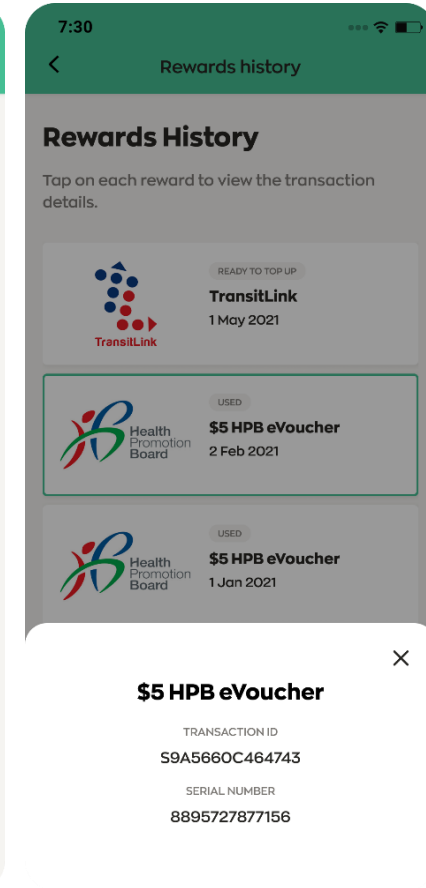 7:30
Rewards history
Rewards History
Tap on each reward to view the transaction
details.
READY TO TOP UP
TransitLink
1 May 2021
TransitLink
USED
$5 HPB eVoucher
2 Feb 2021
Health
Promotion
Board
USED
$5 HPB eVoucher
1 Jan 2021
Health
Promotion
Board
$5 HPB eVoucher
TRANSACTION ID
S9A5660C464743
SERIAL NUMBER
8895727877156